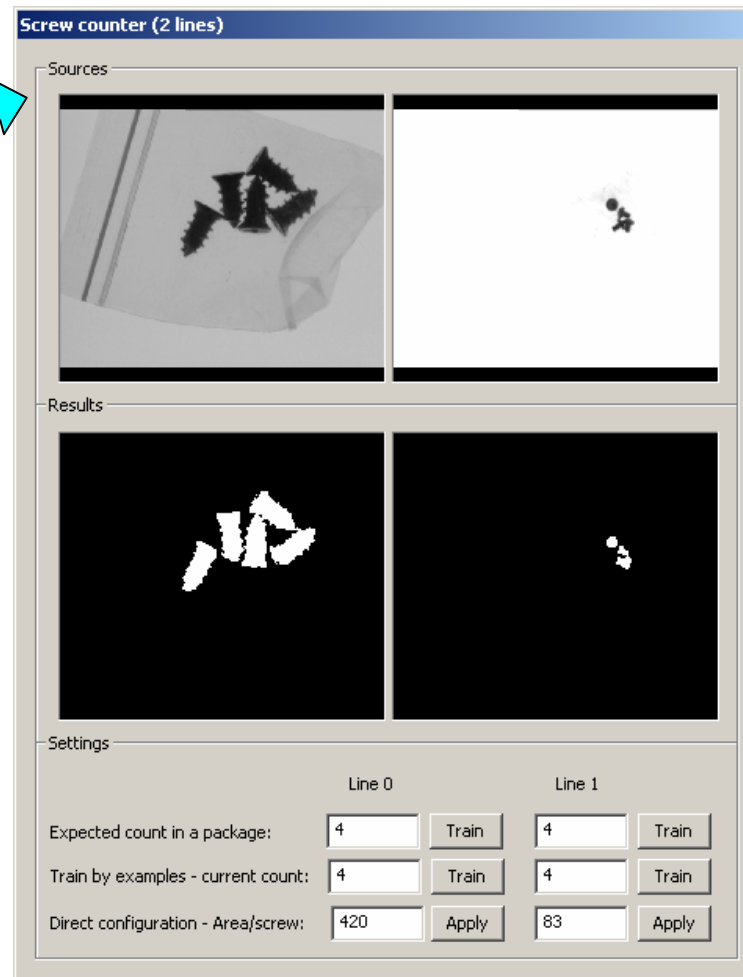 Screw counter (2 lines)
Sources
Results
Settings
Line 0 Line 1
Expected count in a package: 4 Train 4 Train
Train by examples - current count: 4 Train 4 Train
Direct configuration - Area/screw: 420 Apply 83 Apply